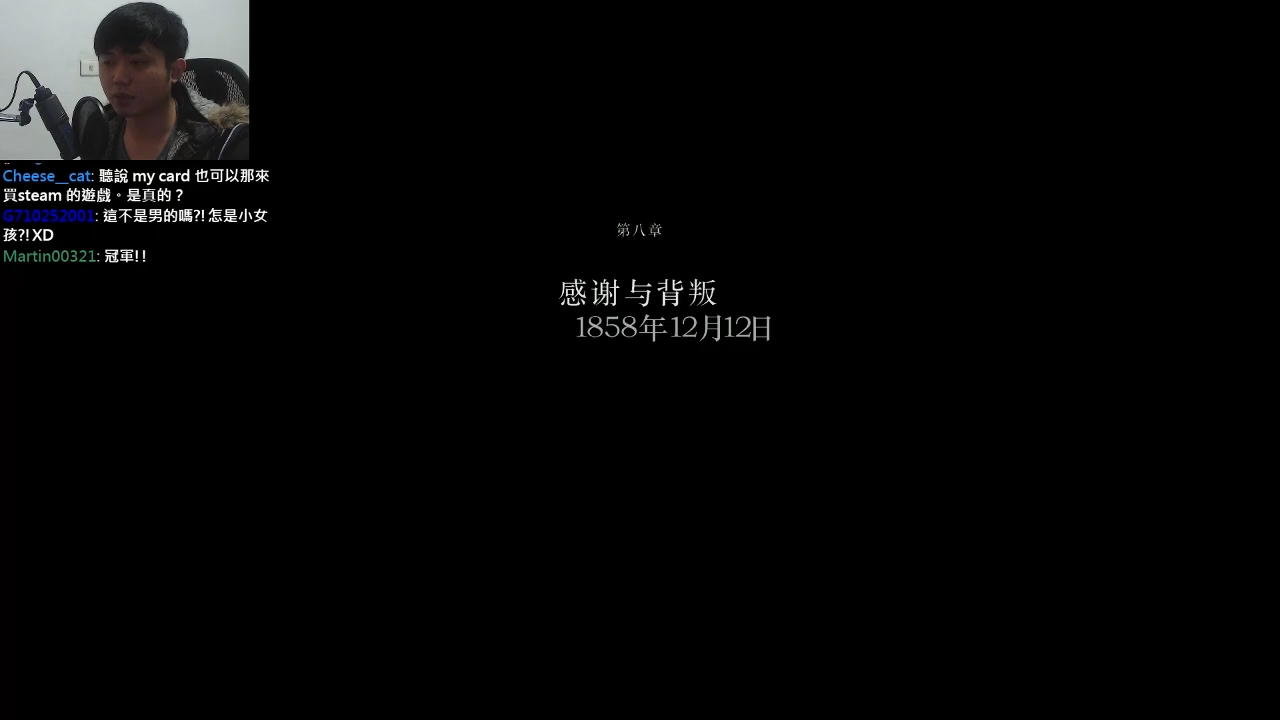 Cheese__cat: 聽說 my card 也可以那來
買steam 的遊戲。是真的？
G710252001: 這不是男的嗎?! 怎是小女
孩?! XD
Martin00321: 冠軍! !
第八章
感谢与背叛
1858年12月12日